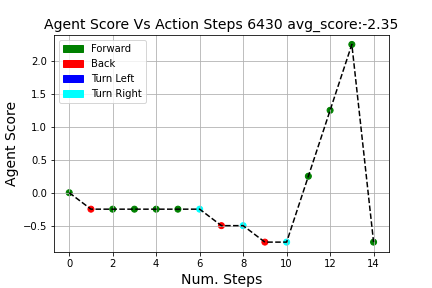 Agent Score Vs Action Steps 6430 avg_score:-2.35
Forward
Back
Turn Left
Turn Right
Agent Score
2.0
1.5
1.0
0.5
0.0
−0.5
0 2 4 6 8 10 12 14
Num. Steps